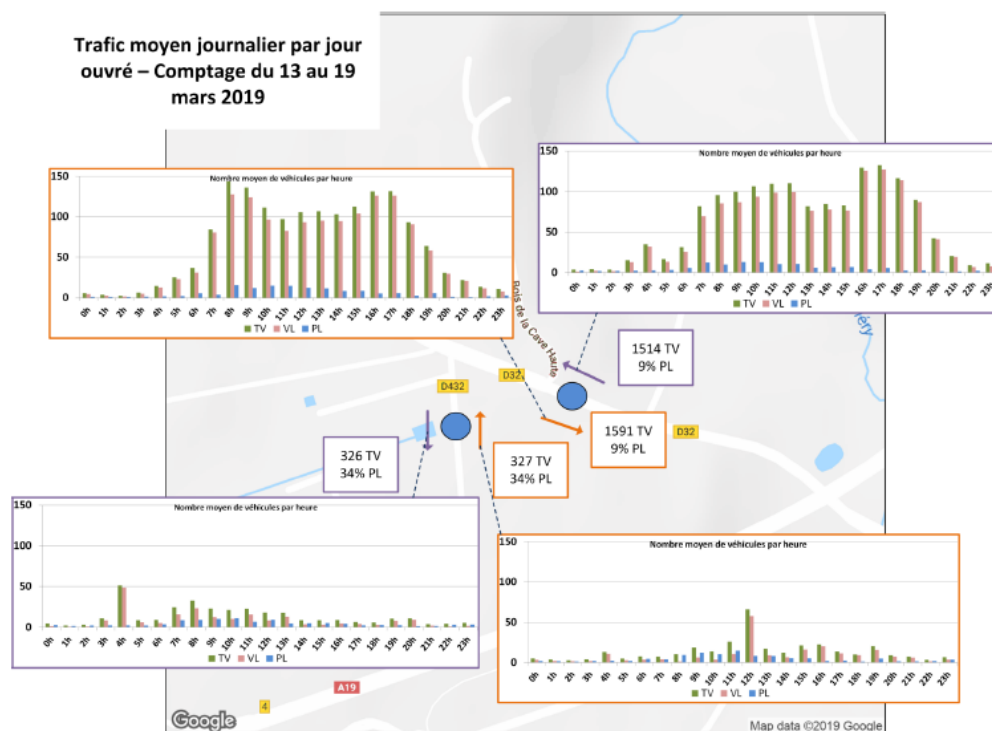 Trafic moyen journalier par jour
ouvré – Comptage du 13 au 19
mars 2019
Nombre moyen de véhicules par heure
150
100
50
0
0h 1h 2h 3h 4h 5h 6h 7h 8h 9h 10h 11h 12h 13h 14h 15h 16h 17h 18h 19h 20h 21h 22h 23h
TV VL PL
Nombre moyen de véhicules par heure
150
100
50
0
0h 1h 2h 3h 4h 5h 6h 7h 8h 9h 10h 11h 12h 13h 14h 15h 16h 17h 18h 19h 20h 21h 22h 23h
TV VL PL
Bois de la Cave Haute
1514 TV
9% PL
D32
D432
1591 TV
9% PL
D32
326 TV
34% PL
327 TV
34% PL
Nombre moyen de véhicules par heure
150
100
50
0
0h 1h 2h 3h 4h 5h 6h 7h 8h 9h 10h 11h 12h 13h 14h 15h 16h 17h 18h 19h 20h 21h 22h 23h
TV VL PL
Nombre moyen de véhicules par heure
150
100
50
0
0h 1h 2h 3h 4h 5h 6h 7h 8h 9h 10h 11h 12h 13h 14h 15h 16h 17h 18h 19h 20h 21h 22h 23h
TV VL PL
A19
4
Google
Map data ©2019 Google